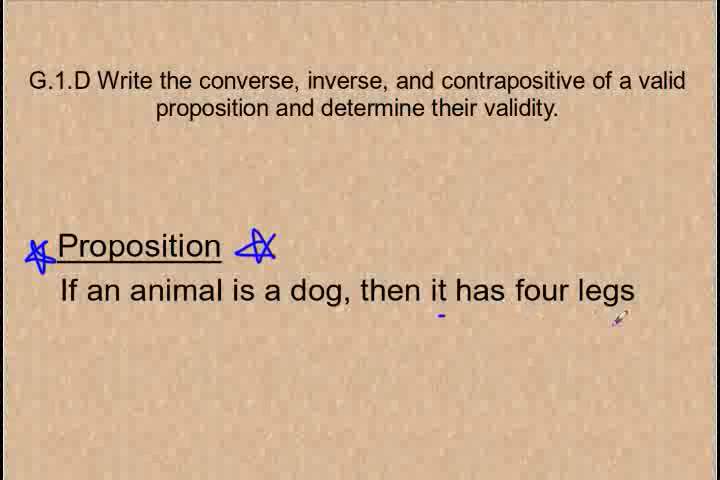 G.1.D Write the converse, inverse, and contrapositive of a valid
proposition and determine their validity.
Proposition
If an animal is a dog, then it has four legs